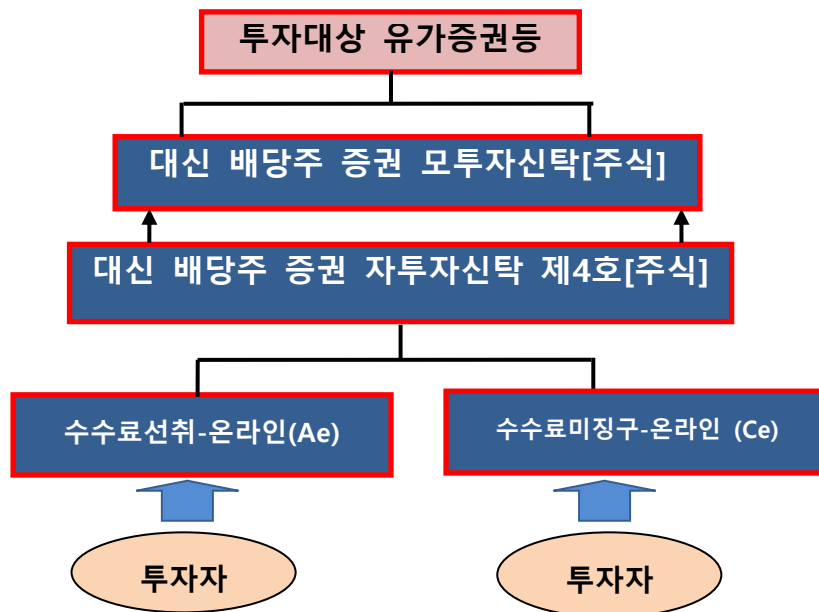 투자대상 유가증권등
대신 배당주 증권 모투자신탁[주식]
대신 배당주 증권 자투자신탁 제4호[주식]
수수료선취-온라인(Ae)
수수료미징구-온라인 (Ce)
투자자
투자자